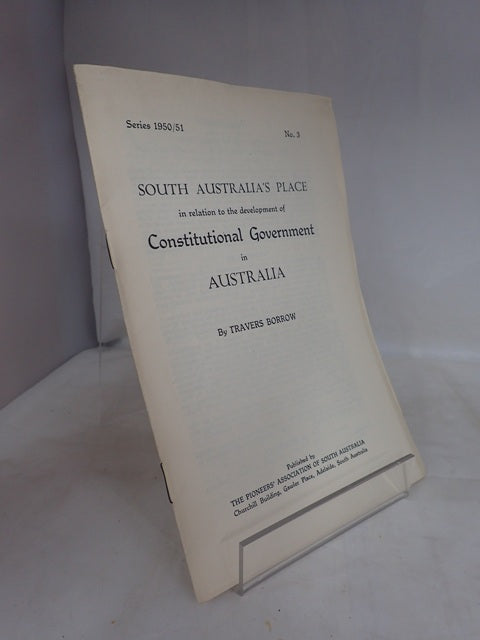 Series 1950/51
No. 3
SOUTH AUSTRALIA'S PLACE
in relation to the development of
Constitutional Government
in
AUSTRALIA
By TRAVERS BORROW
Published by
THE PIONEERS' ASSOCIATION OF SOUTH AUSTRALIA
Churchill Building, Gawler Place, Adelaide, South Australia